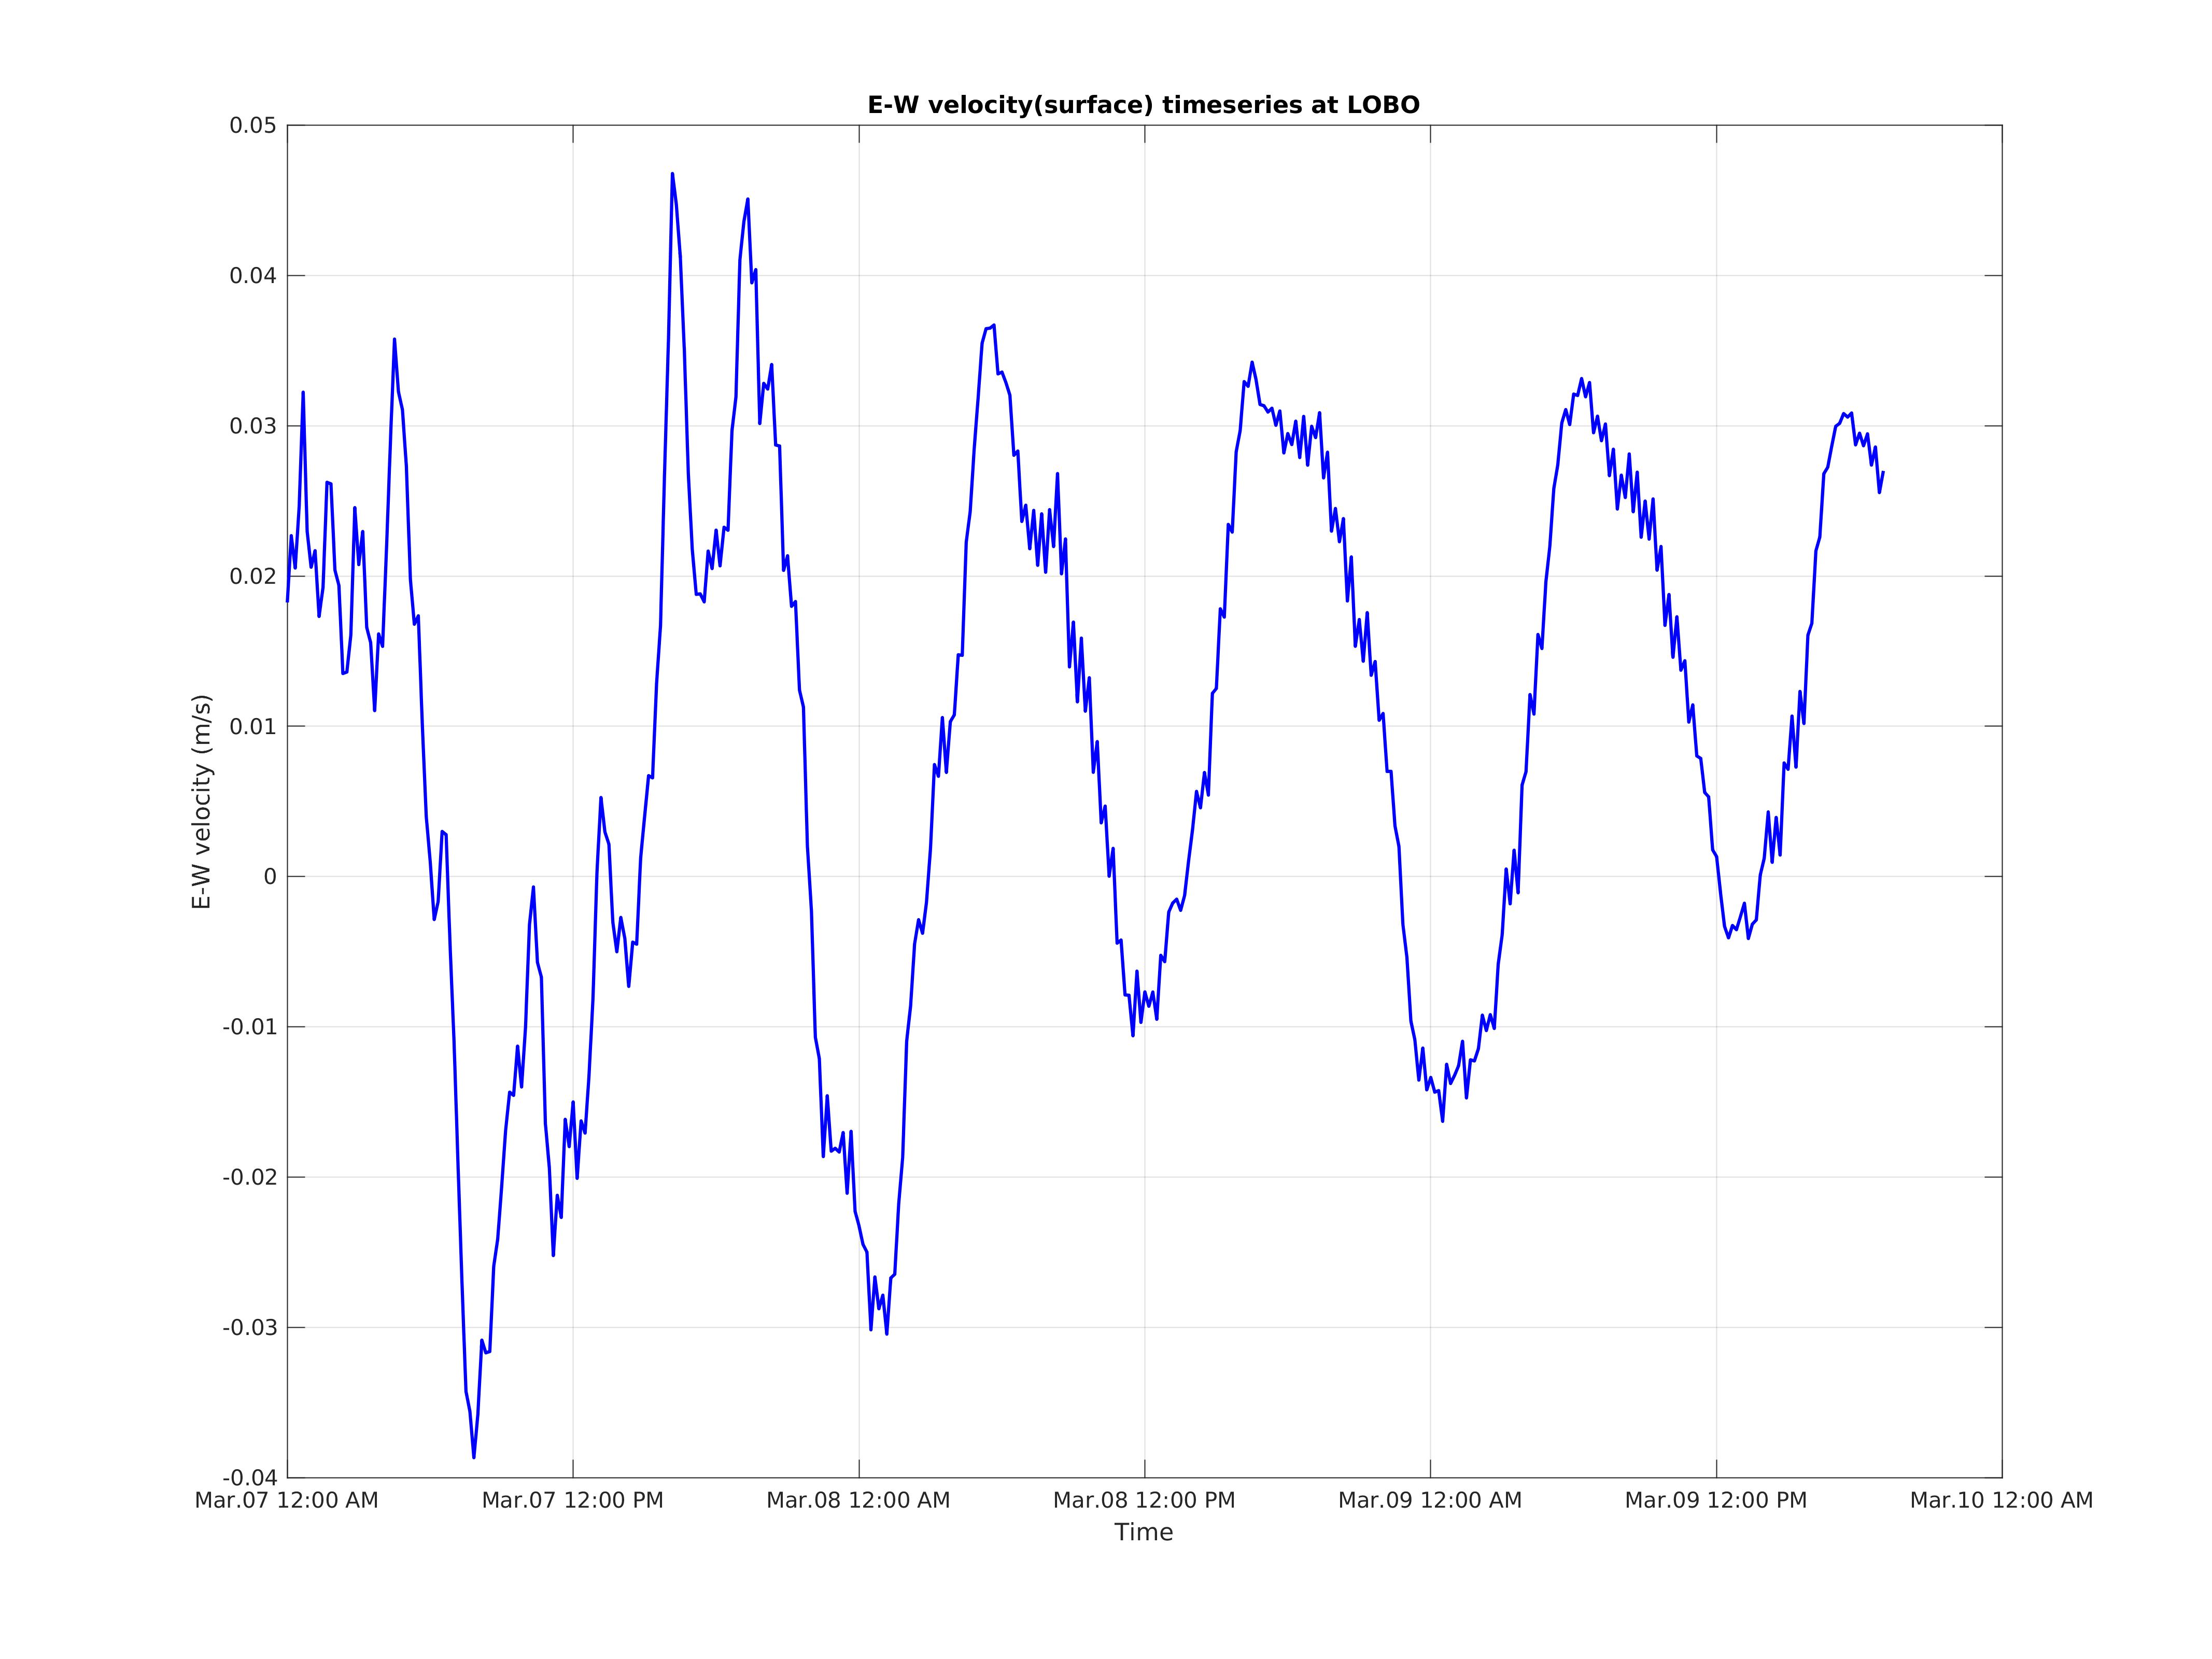 E-W velocity(surface) timeseries at LOBO
0.05
0.04
0.03
0.02
0.01
0
-0.01
-0.02
-0.03
-0.04
E-W velocity (m/s)
Mar.07 12:00 AM Mar.07 12:00 PM Mar.08 12:00 AM Mar.08 12:00 PM Mar.09 12:00 AM Mar.09 12:00 PM Mar.10 12:00 AM
Time